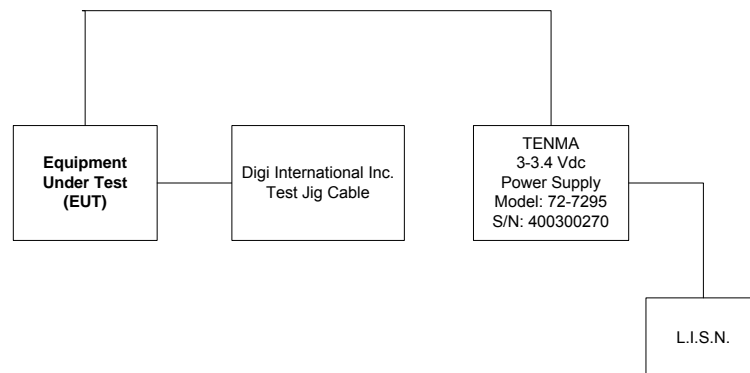 Equipment
Under Test
(EUT)
Digi International Inc.
Test Jig Cable
TENMA
3-3.4 Vdc
Power Supply
Model: 72-7295
S/N: 400300270
L.I.S.N.